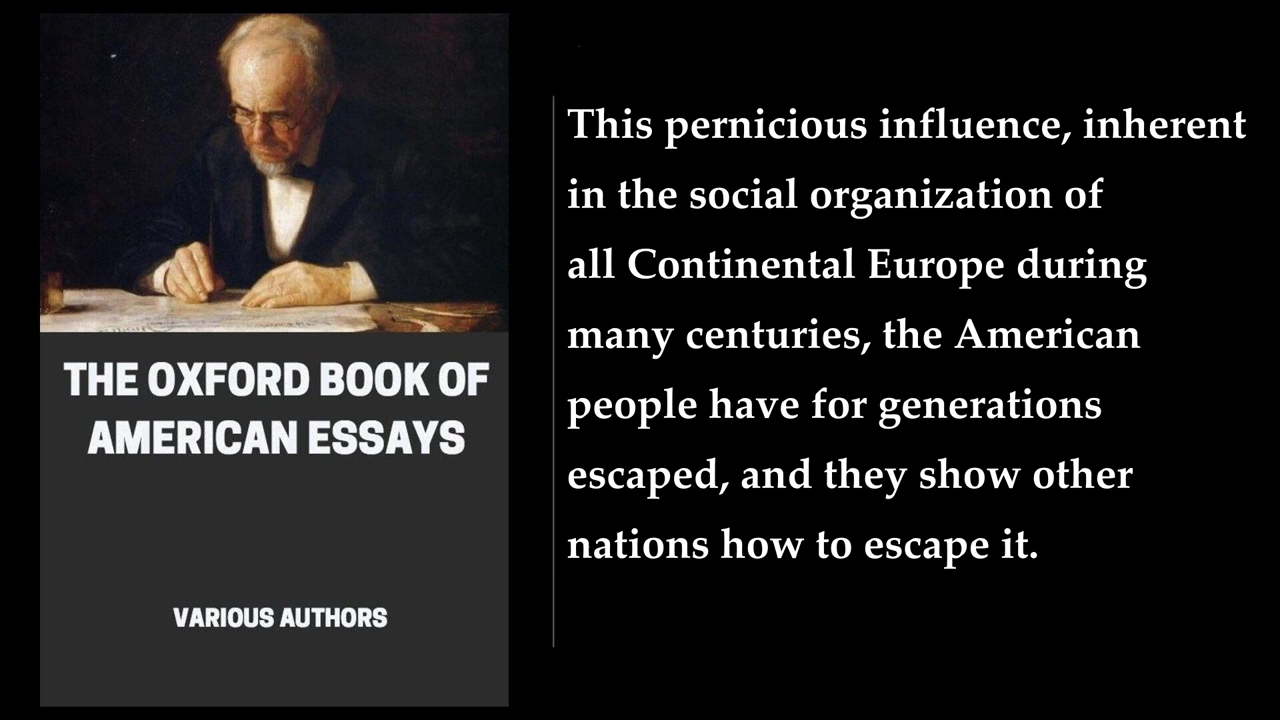 THE OXFORD BOOK OF
AMERICAN ESSAYS
VARIOUS AUTHORS
This pernicious influence, inherent
in the social organization of
all Continental Europe during
many centuries, the American
people have for generations
escaped, and they show other
nations how to escape it.